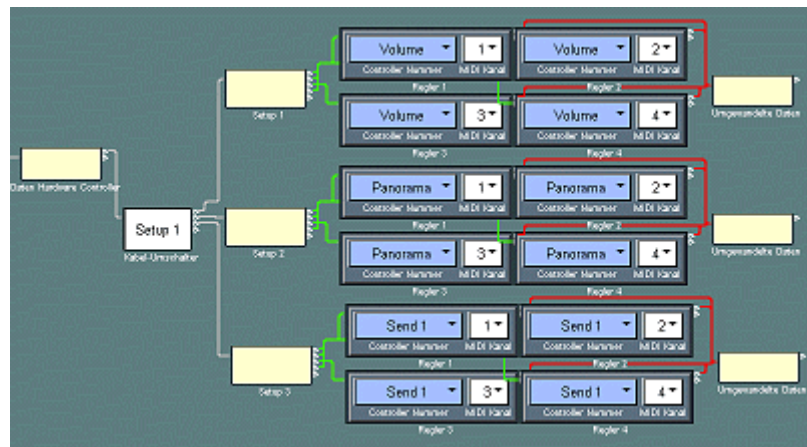 Volume 1 Volume 2
Controller Nummer MIDI Kanal Controller Nummer MIDI Kanal
Regler 1 Regler 2
Setup 1
Volume 3 Volume 4
Controller Nummer MIDI Kanal Controller Nummer MIDI Kanal
Regler 3 Regler 4
Umgewandelte Daten
Daten Hardware Controller
Setup 1
Kabel-Umschalter
Panorama 1 Panorama 2
Controller Nummer MIDI Kanal Controller Nummer MIDI Kanal
Regler 1 Regler 2
Setup 2
Panorama 3 Panorama 4
Controller Nummer MIDI Kanal Controller Nummer MIDI Kanal
Regler 3 Regler 4
Umgewandelte Daten
Send 1 1 Send 1 2
Controller Nummer MIDI Kanal Controller Nummer MIDI Kanal
Regler 1 Regler 2
Setup 3
Send 1 3 Send 1 4
Controller Nummer MIDI Kanal Controller Nummer MIDI Kanal
Regler 3 Regler 4
Umgewandelte Daten